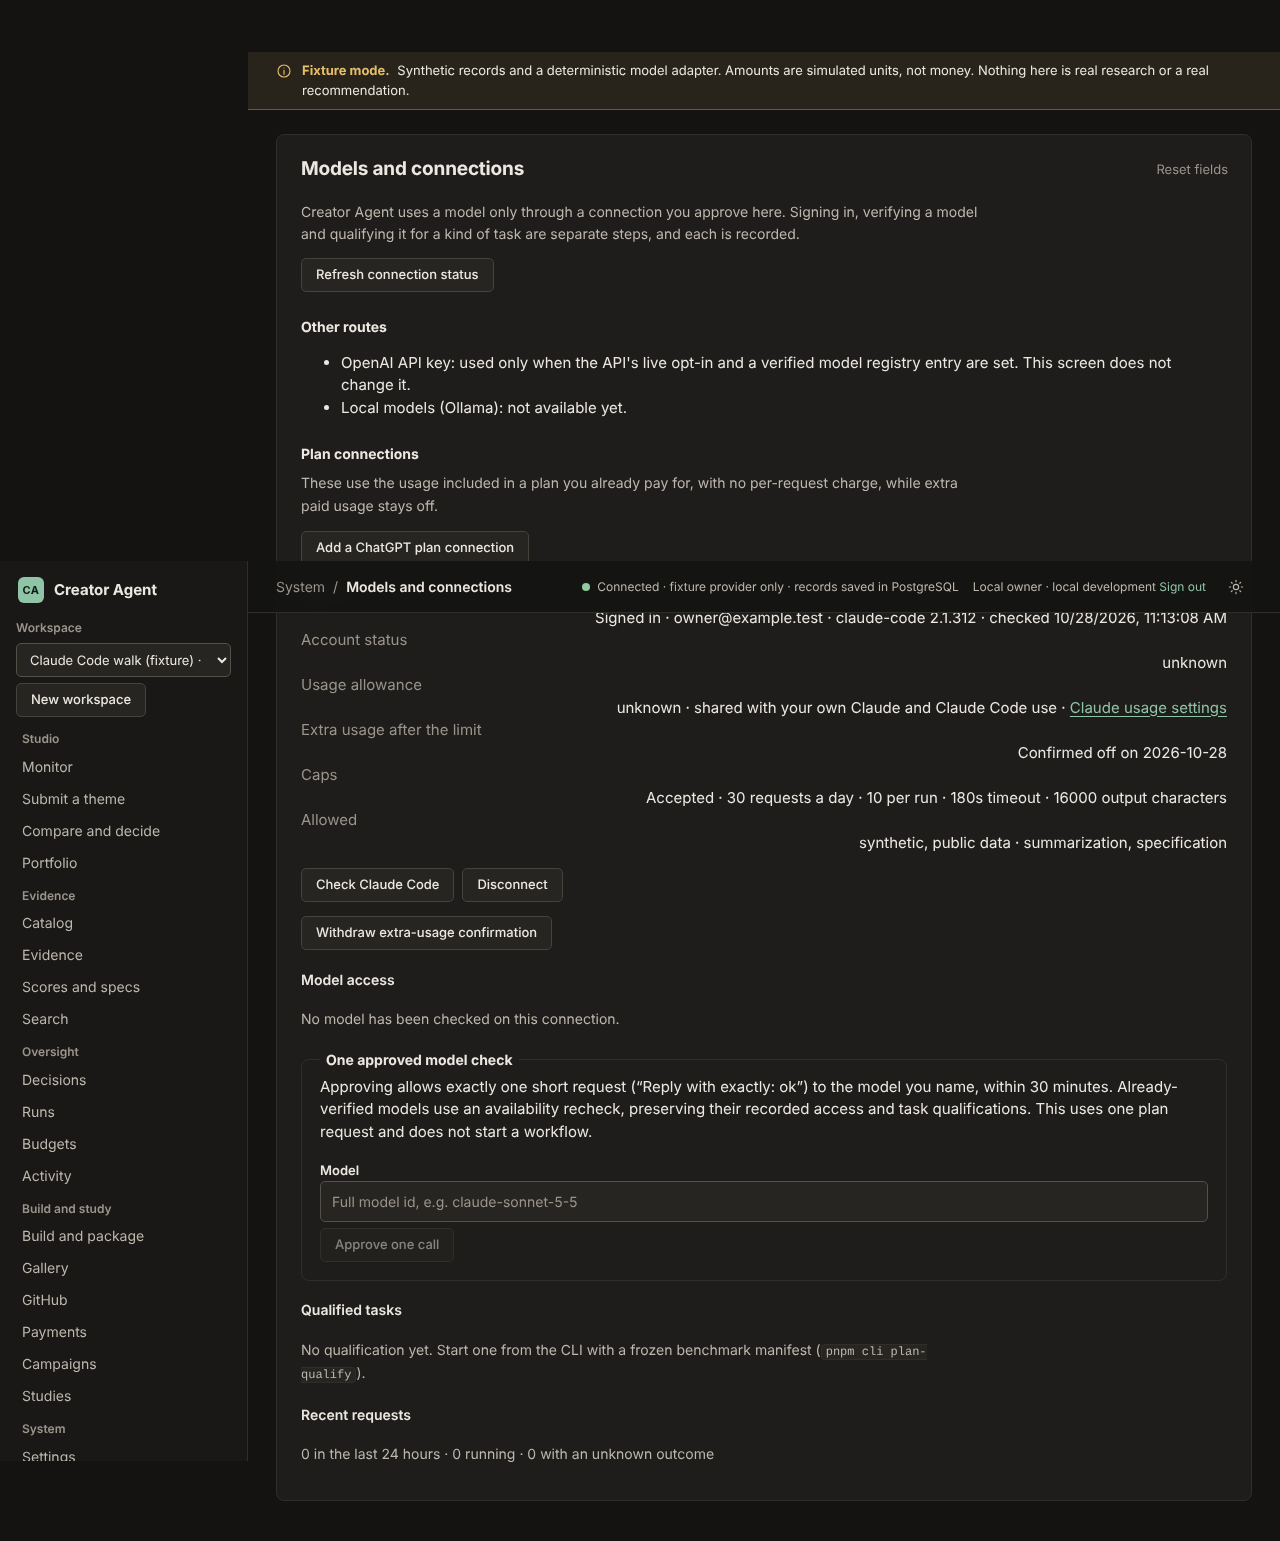 Fixture mode. Synthetic records and a deterministic model adapter. Amounts are simulated units, not money. Nothing here is real research or a real
recommendation.
Models and connections
Reset fields
Creator Agent uses a model only through a connection you approve here. Signing in, verifying a model
and qualifying it for a kind of task are separate steps, and each is recorded.
Refresh connection status
Other routes
• OpenAI API key: used only when the API's live opt-in and a verified model registry entry are set. This screen does not
change it.
• Local models (Ollama): not available yet.
Plan connections
These use the usage included in a plan you already pay for, with no per-request charge, while extra
paid usage stays off.
Add a ChatGPT plan connection
CA Creator Agent
Workspace
Claude Code walk (fixture) ·
New workspace
Studio
Monitor
Submit a theme
Compare and decide
Portfolio
Evidence
Catalog
Evidence
Scores and specs
Search
Oversight
Decisions
Runs
Budgets
Activity
Build and study
Build and package
Gallery
GitHub
Payments
Campaigns
Studies
System
Settings
System / Models and connections
Connected · fixture provider only · records saved in PostgreSQL
Local owner · local development Sign out
Signed in · owner@example.test · claude-code 2.1.312 · checked 10/28/2026, 11:13:08 AM
Account status
unknown
Usage allowance
unknown · shared with your own Claude and Claude Code use · Claude usage settings
Extra usage after the limit
Confirmed off on 2026-10-28
Caps
Accepted · 30 requests a day · 10 per run · 180s timeout · 16000 output characters
Allowed
synthetic, public data · summarization, specification
Check Claude Code
Disconnect
Withdraw extra-usage confirmation
Model access
No model has been checked on this connection.
One approved model check
Approving allows exactly one short request (“Reply with exactly: ok”) to the model you name, within 30 minutes. Already-
verified models use an availability recheck, preserving their recorded access and task qualifications. This uses one plan
request and does not start a workflow.
Model
Full model id, e.g. claude-sonnet-5-5
Approve one call
Qualified tasks
No qualification yet. Start one from the CLI with a frozen benchmark manifest ( pnpm cli plan-
qualify ).
Recent requests
0 in the last 24 hours · 0 running · 0 with an unknown outcome